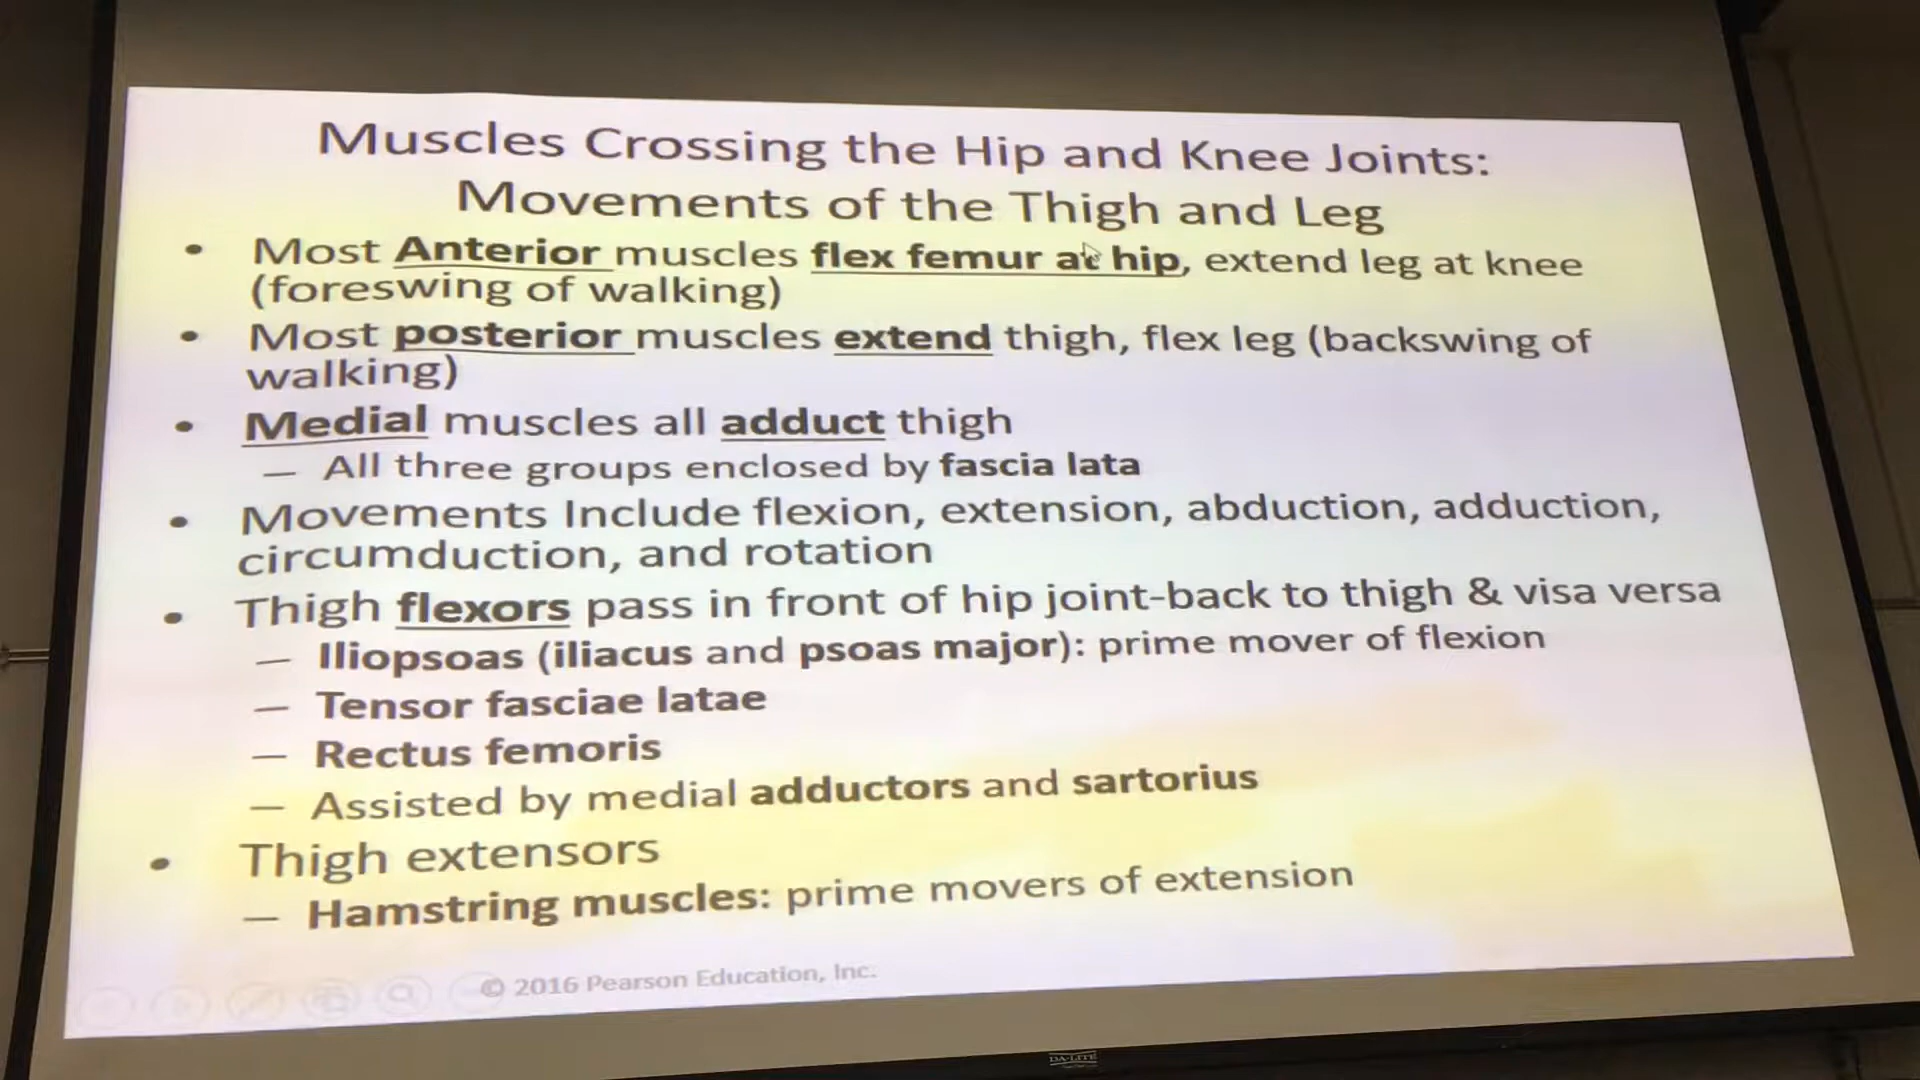 Muscles Crossing the Hip and Knee Joints:
Movements of the Thigh and Leg
• Most Anterior muscles flex femur at hip, extend leg at knee
(foreswing of walking)
• Most posterior muscles extend thigh, flex leg (backswing of
walking)
• Medial muscles all adduct thigh
– All three groups enclosed by fascia lata
• Movements Include flexion, extension, abduction, adduction,
circumduction, and rotation
• Thigh flexors pass in front of hip joint-back to thigh & visa versa
– Iliopsoas (iliacus and psoas major): prime mover of flexion
– Tensor fasciae latae
– Rectus femoris
– Assisted by medial adductors and sartorius
• Thigh extensors
– Hamstring muscles: prime movers of extension
© 2016 Pearson Education, Inc.
DA-LITE